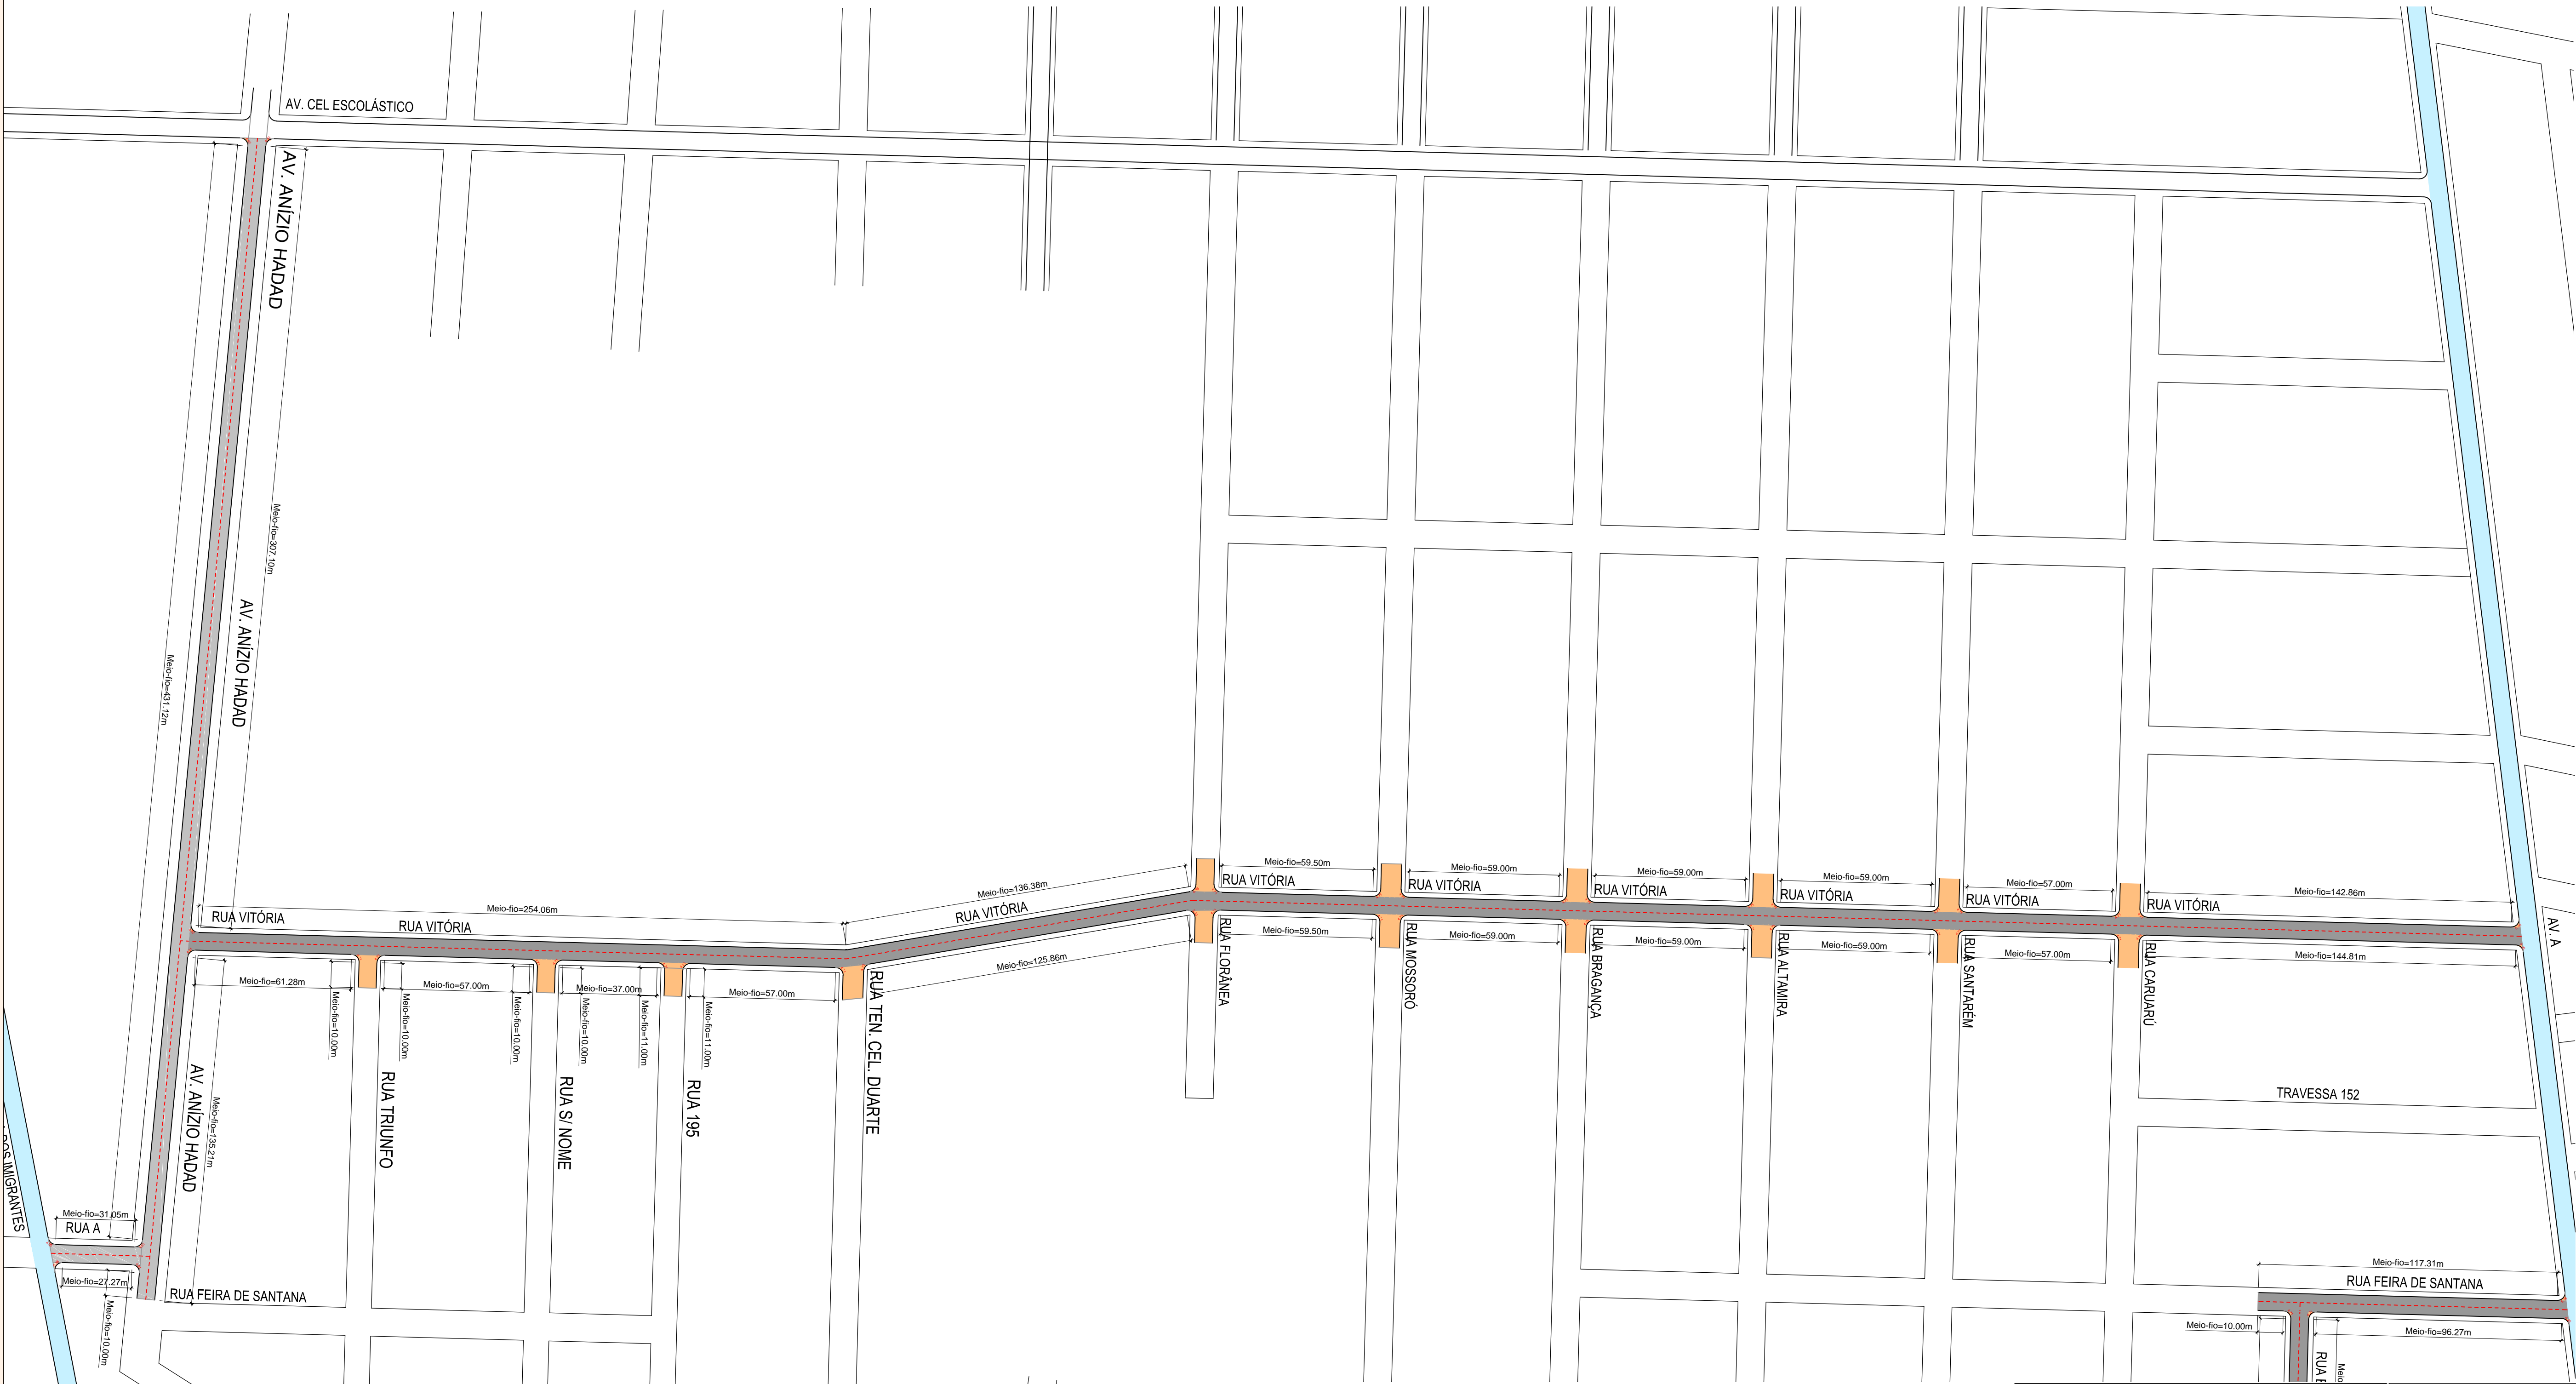 AV. CEL ESCOLÁSTICO
AV. ANÍZIO HADAD
Meio-fio=307.10m
AV. ANÍZIO HADAD
Meio-fio=431.12m
Meio-fio=254.06m
RUA VITÓRIA
RUA VITÓRIA
Meio-fio=136.38m
RUA VITÓRIA
Meio-fio=125.86m
Meio-fio=59.50m
RUA VITÓRIA
Meio-fio=59.00m
RUA VITÓRIA
Meio-fio=59.00m
RUA VITÓRIA
Meio-fio=59.00m
RUA VITÓRIA
Meio-fio=57.00m
RUA VITÓRIA
Meio-fio=142.86m
RUA VITÓRIA
AV. A
Meio-fio=59.50m
Meio-fio=59.00m
Meio-fio=59.00m
Meio-fio=59.00m
Meio-fio=57.00m
Meio-fio=144.81m
RUA FLORÂNEA
RUA MOSSORÓ
RUA BRAGANÇA
RUA ALTAMIRA
RUA SANTARÉM
RUA CARUARÚ
Meio-fio=61.28m
Meio-fio=10.00m
Meio-fio=10.00m
Meio-fio=57.00m
Meio-fio=10.00m
Meio-fio=10.00m
Meio-fio=37.00m
Meio-fio=11.00m
Meio-fio=11.00m
Meio-fio=57.00m
AV. ANÍZIO HADAD
Meio-fio=135.21m
RUA TRIUNFO
RUA S/ NOME
RUA 195
RUA TEN. CEL. DUARTE
TRAVESSA 152
DOS IMIGRANTES
Meio-fio=31.05m
RUA A
Meio-fio=27.27m
Meio-fio=10.00m
RUA FEIRA DE SANTANA
Meio-fio=117.31m
RUA FEIRA DE SANTANA
Meio-fio=10.00m
Meio-fio=96.27m
RUA
Meio